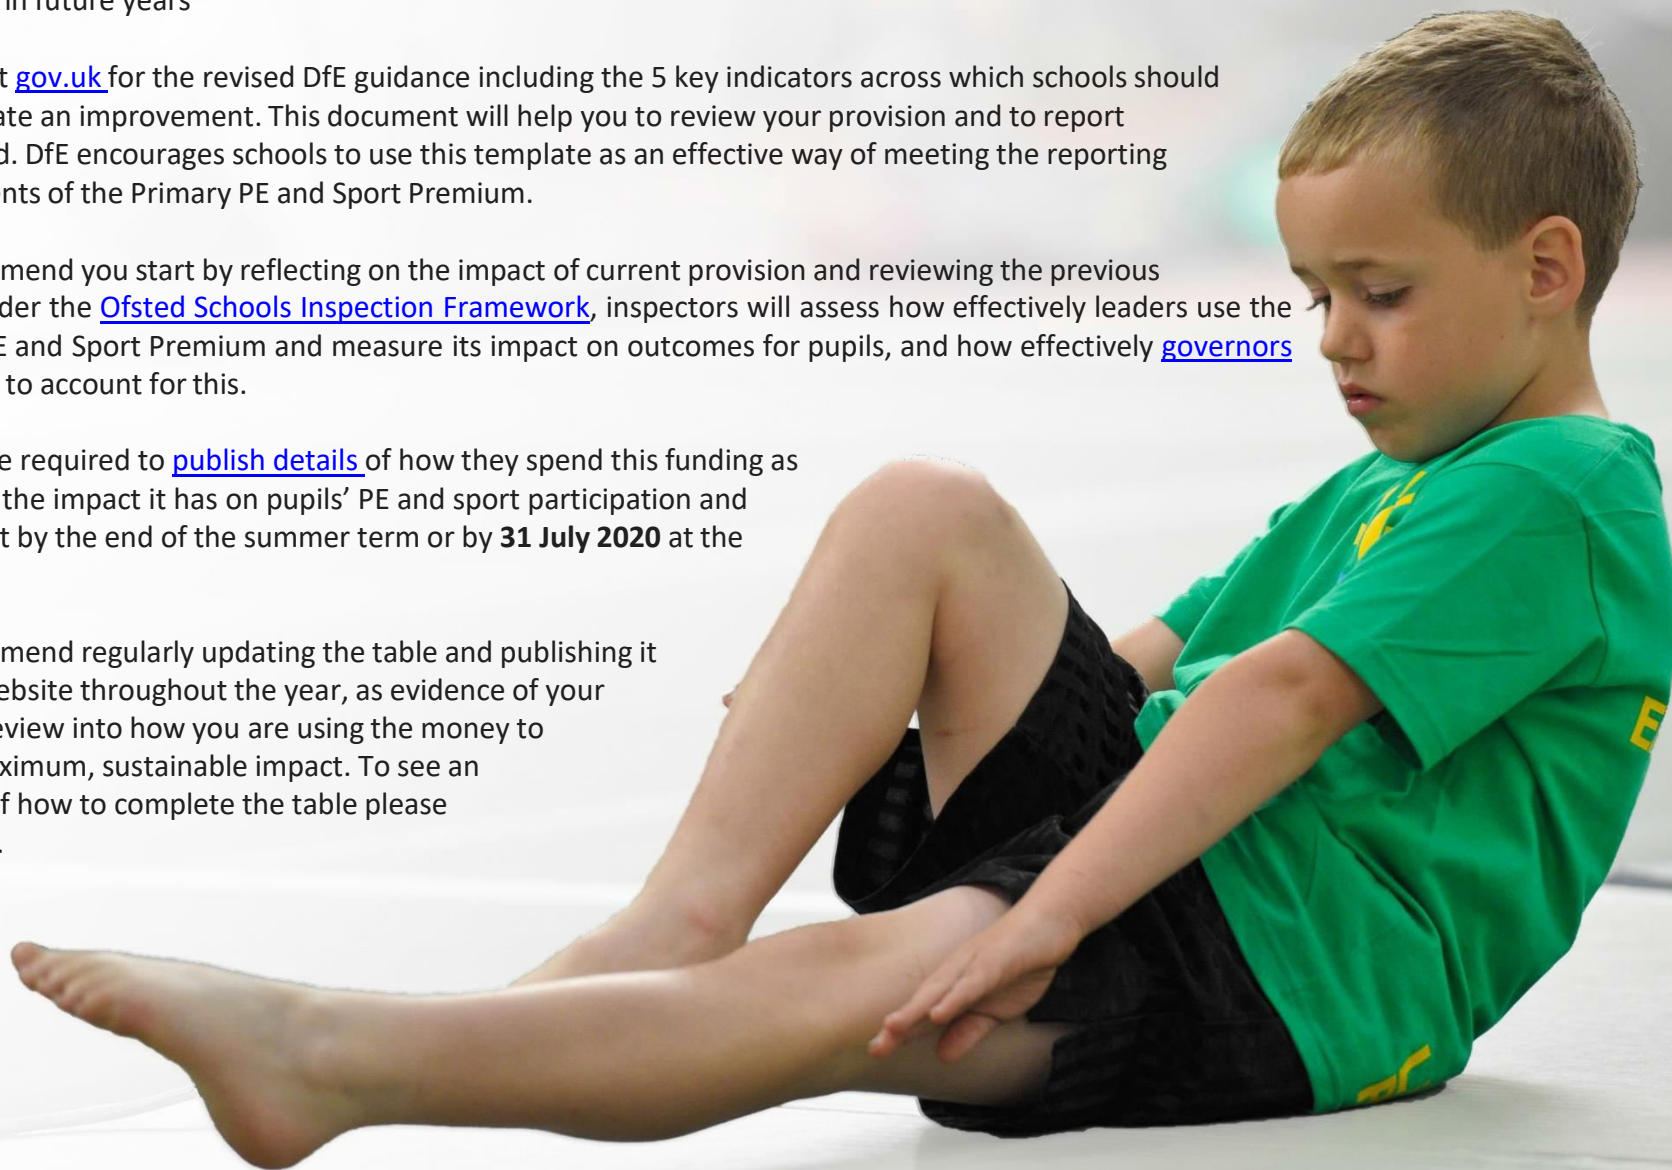 in future years
t gov.uk for the revised DfE guidance including the 5 key indicators across which schools should
ate an improvement. This document will help you to review your provision and to report
d. DfE encourages schools to use this template as an effective way of meeting the reporting
nts of the Primary PE and Sport Premium.
mend you start by reflecting on the impact of current provision and reviewing the previous
der the Ofsted Schools Inspection Framework, inspectors will assess how effectively leaders use the
E and Sport Premium and measure its impact on outcomes for pupils, and how effectively governors
to account for this.
e required to publish details of how they spend this funding as
the impact it has on pupils’ PE and sport participation and
t by the end of the summer term or by 31 July 2020 at the
mend regularly updating the table and publishing it
ebsite throughout the year, as evidence of your
eview into how you are using the money to
ximum, sustainable impact. To see an
f how to complete the table please
.